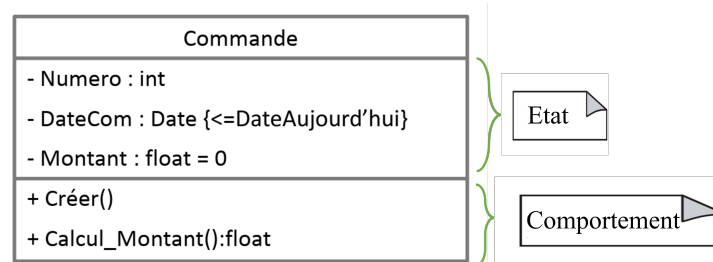 Commande
- Numero : int
- DateCom : Date {<=DateAujourd’hui}
- Montant : float = 0
Etat
+ Créer()
+ Calcul_Montant():float
Comportement